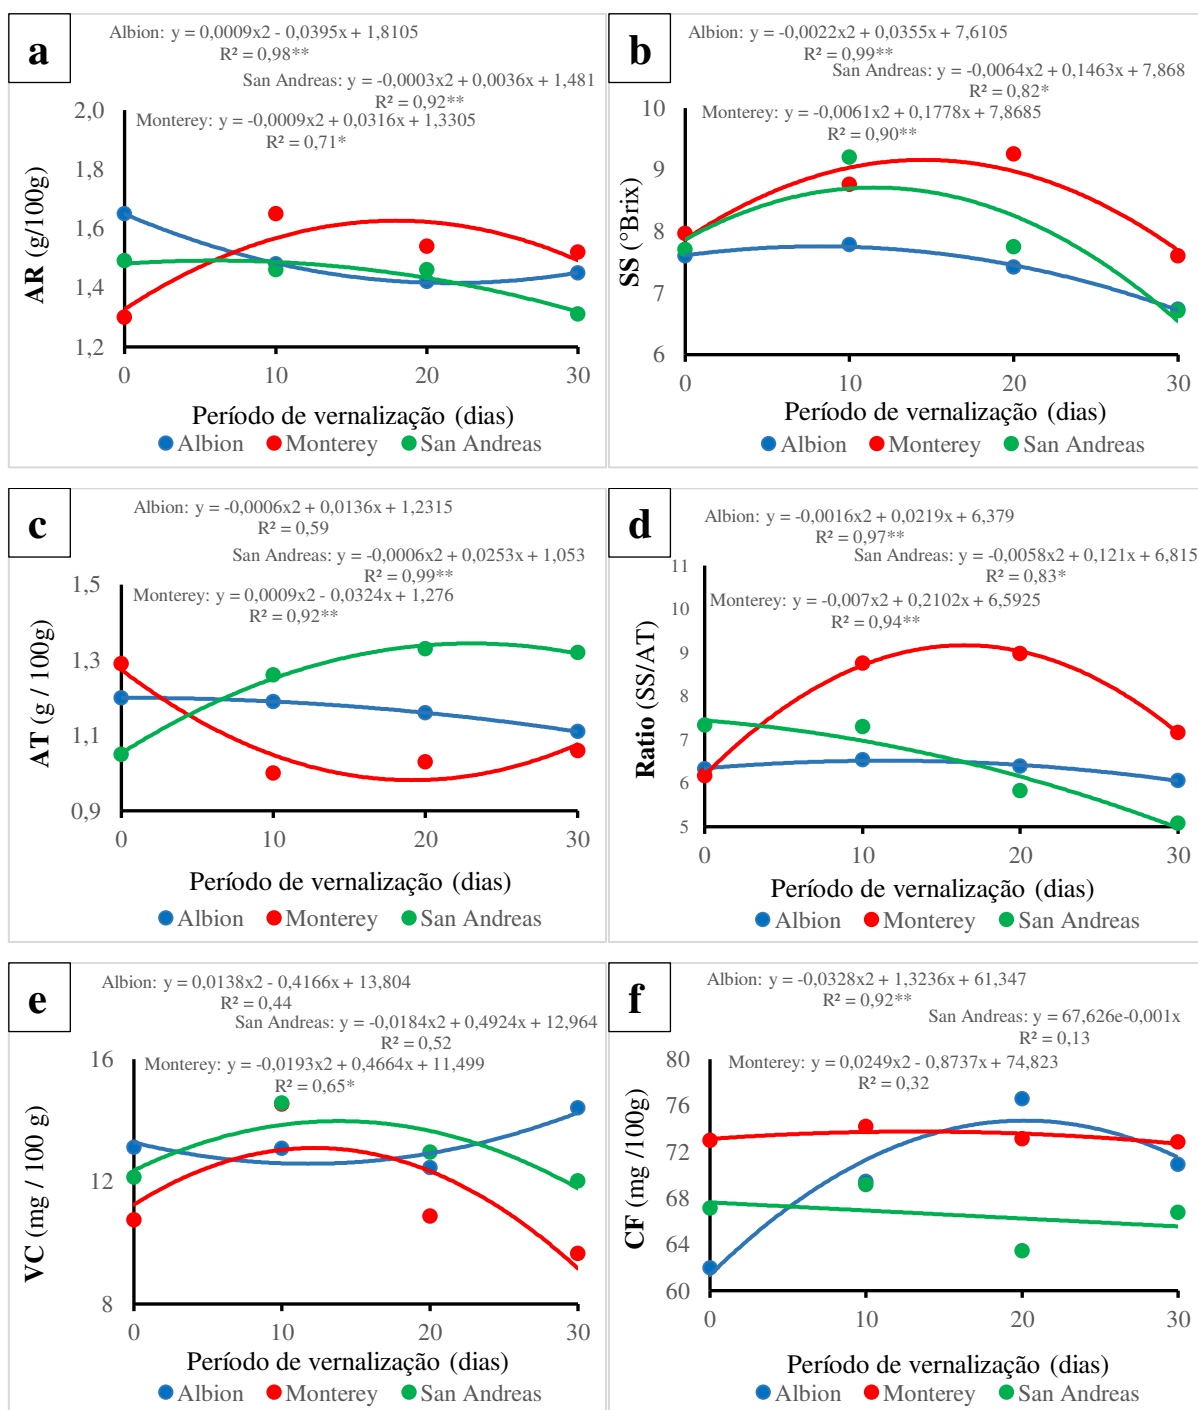 a
Albion: y = 0,0009x2 - 0,0395x + 1,8105
R² = 0,98**
San Andreas: y = -0,0003x2 + 0,0036x + 1,481
R² = 0,92**
Monterey: y = -0,0009x2 + 0,0316x + 1,3305
R² = 0,71*
2,0
1,8
1,6
1,4
1,2
AR (g/100g)
0 10 20 30
Período de vernalização (dias)
Albion Monterey San Andreas
b
Albion: y = -0,0022x2 + 0,0355x + 7,6105
R² = 0,99**
San Andreas: y = -0,0064x2 + 0,1463x + 7,868
R² = 0,82*
Monterey: y = -0,0061x2 + 0,1778x + 7,8685
R² = 0,90**
10
9
8
7
6
SS (°Brix)
0 10 20 30
Período de vernalização (dias)
Albion Monterey San Andreas
c
Albion: y = -0,0006x2 + 0,0136x + 1,2315
R² = 0,59
San Andreas: y = -0,0006x2 + 0,0253x + 1,053
R² = 0,99**
Monterey: y = 0,0009x2 - 0,0324x + 1,276
R² = 0,92**
1,5
1,3
1,1
0,9
AT (g / 100g)
0 10 20 30
Período de vernalização (dias)
Albion Monterey San Andreas
d
Albion: y = -0,0016x2 + 0,0219x + 6,379
R² = 0,97**
San Andreas: y = -0,0058x2 + 0,121x + 6,815
R² = 0,83*
Monterey: y = -0,007x2 + 0,2102x + 6,5925
R² = 0,94**
11
10
9
8
7
6
5
Ratio (SS/AT)
0 10 20 30
Período de vernalização (dias)
Albion Monterey San Andreas
e
Albion: y = 0,0138x2 - 0,4166x + 13,804
R² = 0,44
San Andreas: y = -0,0184x2 + 0,4924x + 12,964
R² = 0,52
Monterey: y = -0,0193x2 + 0,4664x + 11,499
R² = 0,65*
16
12
8
VC (mg / 100 g)
0 10 20 30
Período de vernalização (dias)
Albion Monterey San Andreas
f
Albion: y = -0,0328x2 + 1,3236x + 61,347
R² = 0,92**
San Andreas: y = 67,626e-0,001x
R² = 0,13
Monterey: y = 0,0249x2 - 0,8737x + 74,823
R² = 0,32
80
76
72
68
64
60
CF (mg /100g)
0 10 20 30
Período de vernalização (dias)
Albion Monterey San Andreas